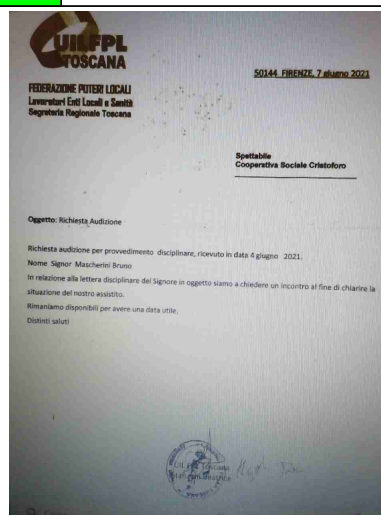 UILFPL
TOSCANA
FEDERAZIONE POTERI LOCALI
Lavoratori Enti Locali e Sanità
Segreteria Regionale Toscana
50144 FIRENZE, 7 giugno 2021
Spettabile
Cooperativa Sociale Cristoforo
Oggetto: Richiesta Audizione
Richiesta audizione per provvedimento disciplinare, ricevuto in data 4 giugno 2021.
Nome Signor Mascherini Bruno
In relazione alla lettera disciplinare del Signore in oggetto siamo a chiedere un incontro al fine di chiarire la
situazione del nostro assistito.
Rimaniamo disponibili per avere una data utile.
Distinti saluti
Toscana